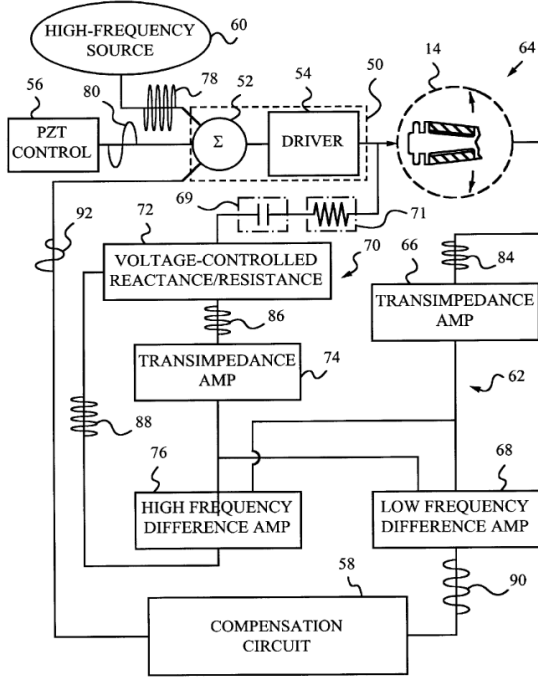 HIGH-FREQUENCY
SOURCE
60
56
80
78
52
54
50
14
64
PZT
CONTROL
Σ
DRIVER
92
72
69
71
VOLTAGE-CONTROLLED
REACTANCE/RESISTANCE
70
66
84
86
TRANSIMPEDANCE
AMP
TRANSIMPEDANCE
AMP
74
62
88
76
68
HIGH FREQUENCY
DIFFERENCE AMP
LOW FREQUENCY
DIFFERENCE AMP
58
90
COMPENSATION
CIRCUIT